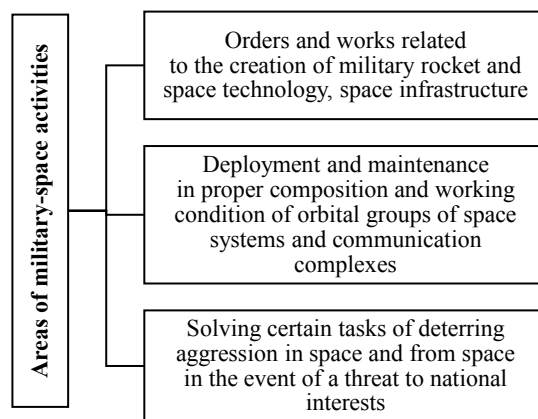 Areas of military-space activities
Orders and works related
to the creation of military rocket and
space technology, space infrastructure
Deployment and maintenance
in proper composition and working
condition of orbital groups of space
systems and communication
complexes
Solving certain tasks of deterring
aggression in space and from space
in the event of a threat to national
interests